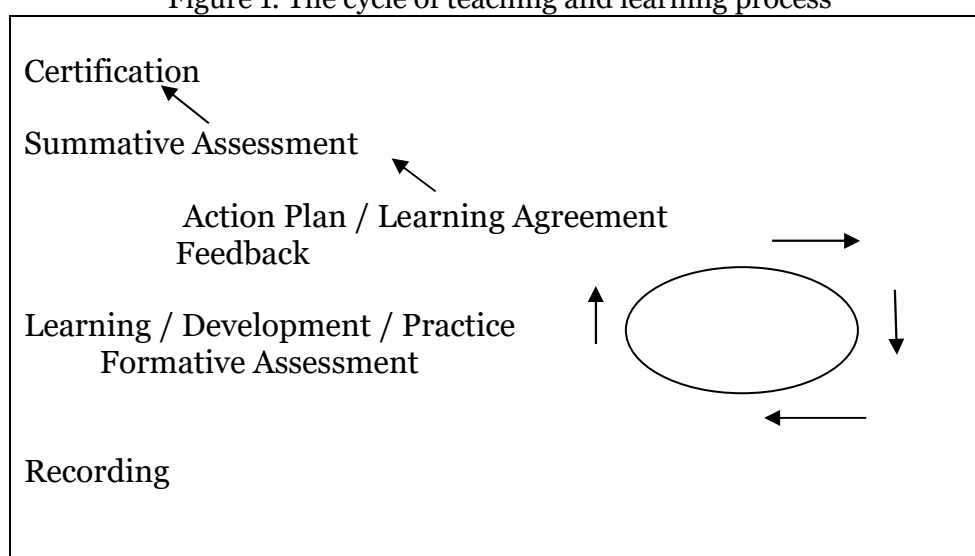 Figure 1. The cycle of teaching and learning process
Certification
Summative Assessment
Action Plan / Learning Agreement
Feedback
Learning / Development / Practice
Formative Assessment
Recording